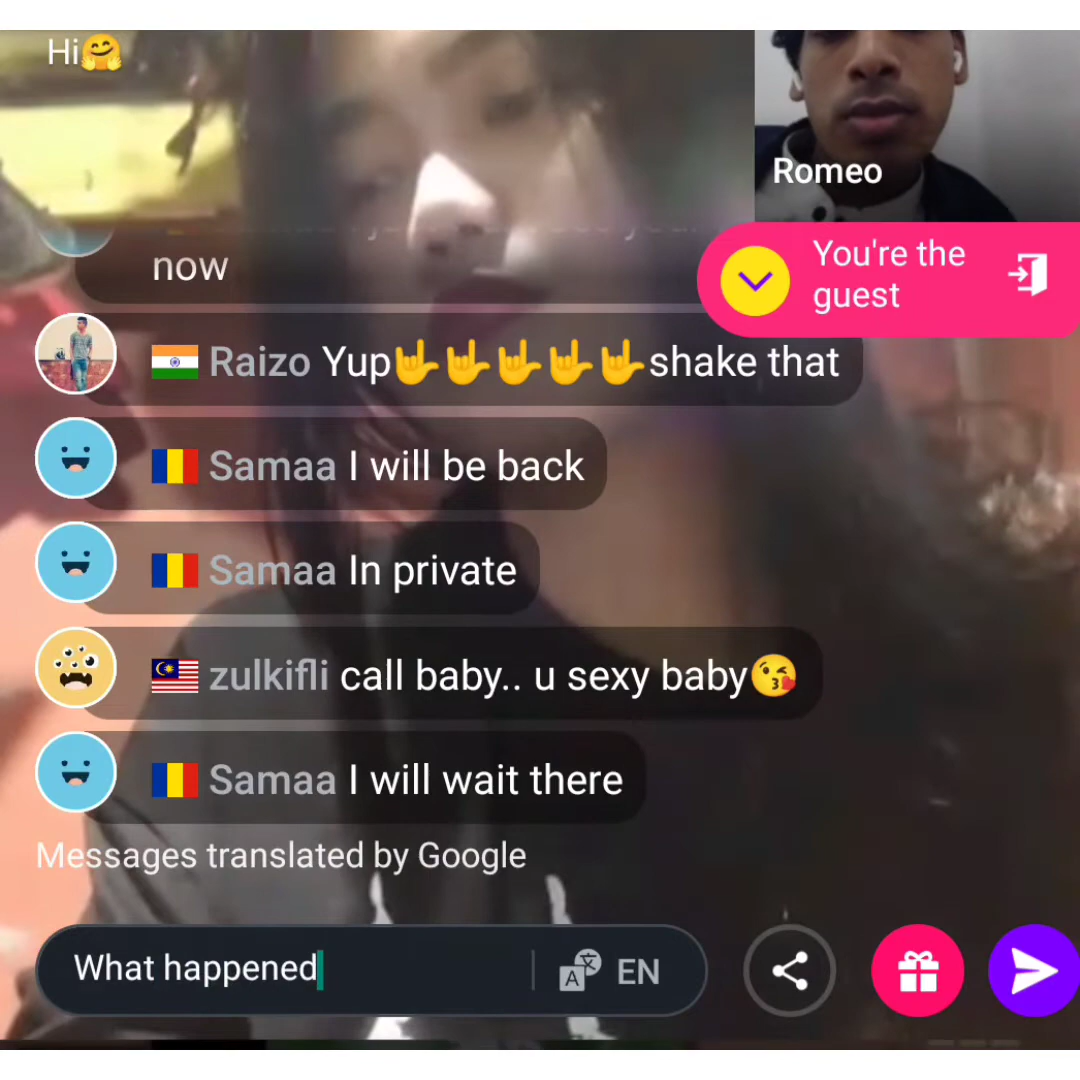 Hi🤗
Romeo
now
You're the
guest
Raizo Yup🤟🤟🤟🤟🤟shake that
Samaa I will be back
Samaa In private
zulkifli call baby.. u sexy baby😘
Samaa I will wait there
Messages translated by Google
What happened
EN